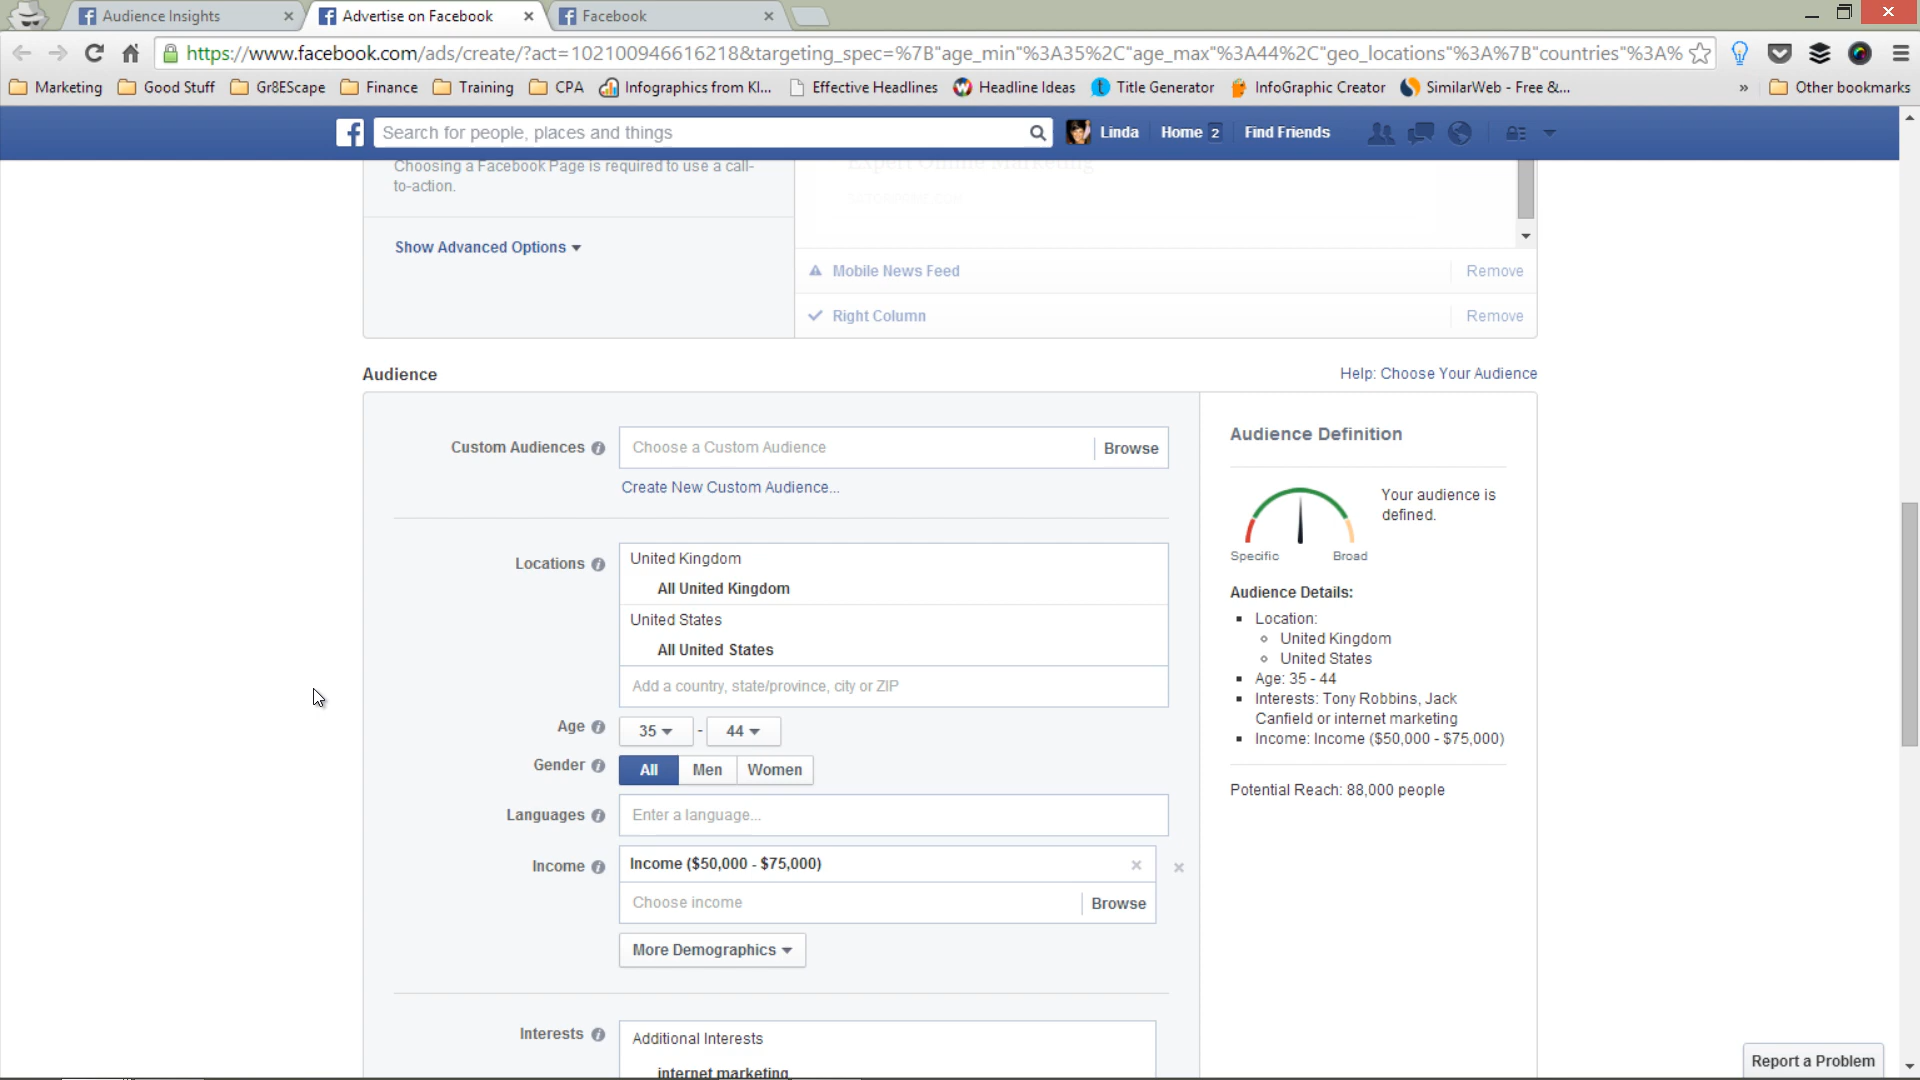 Audience Insights
Advertise on Facebook
Facebook
https://www.facebook.com/ads/create/?act=102100946616218&targeting_spec=%7B"age_min"%3A35%2C"age_max"%3A44%2C"geo_locations"%3A%7B"countries"%3A%
Marketing
Good Stuff
Gr8EScape
Finance
Training
CPA
Infographics from KI...
Effective Headlines
Headline Ideas
Title Generator
InfoGraphic Creator
SimilarWeb - Free &...
»
Other bookmarks
Search for people, places and things
Linda
Home 2
Find Friends
Choosing a Facebook Page is required to use a call-
to-action.
Expert Online Marketing
Show Advanced Options
Mobile News Feed
Remove
Right Column
Remove
Audience
Help: Choose Your Audience
Custom Audiences
Choose a Custom Audience
Browse
Create New Custom Audience...
Locations
United Kingdom
All United Kingdom
United States
All United States
Add a country, state/province, city or ZIP
Age
35 - 44
Gender
All Men Women
Languages
Enter a language...
Income
Income ($50,000 - $75,000)
Choose income
Browse
More Demographics
Interests
Additional Interests
internet marketing
Audience Definition
Your audience is
defined.
Specific
Broad
Audience Details:
Location:
United Kingdom
United States
Age: 35 - 44
Interests: Tony Robbins, Jack
Canfield or internet marketing
Income: Income ($50,000 - $75,000)
Potential Reach: 88,000 people
Report a Problem